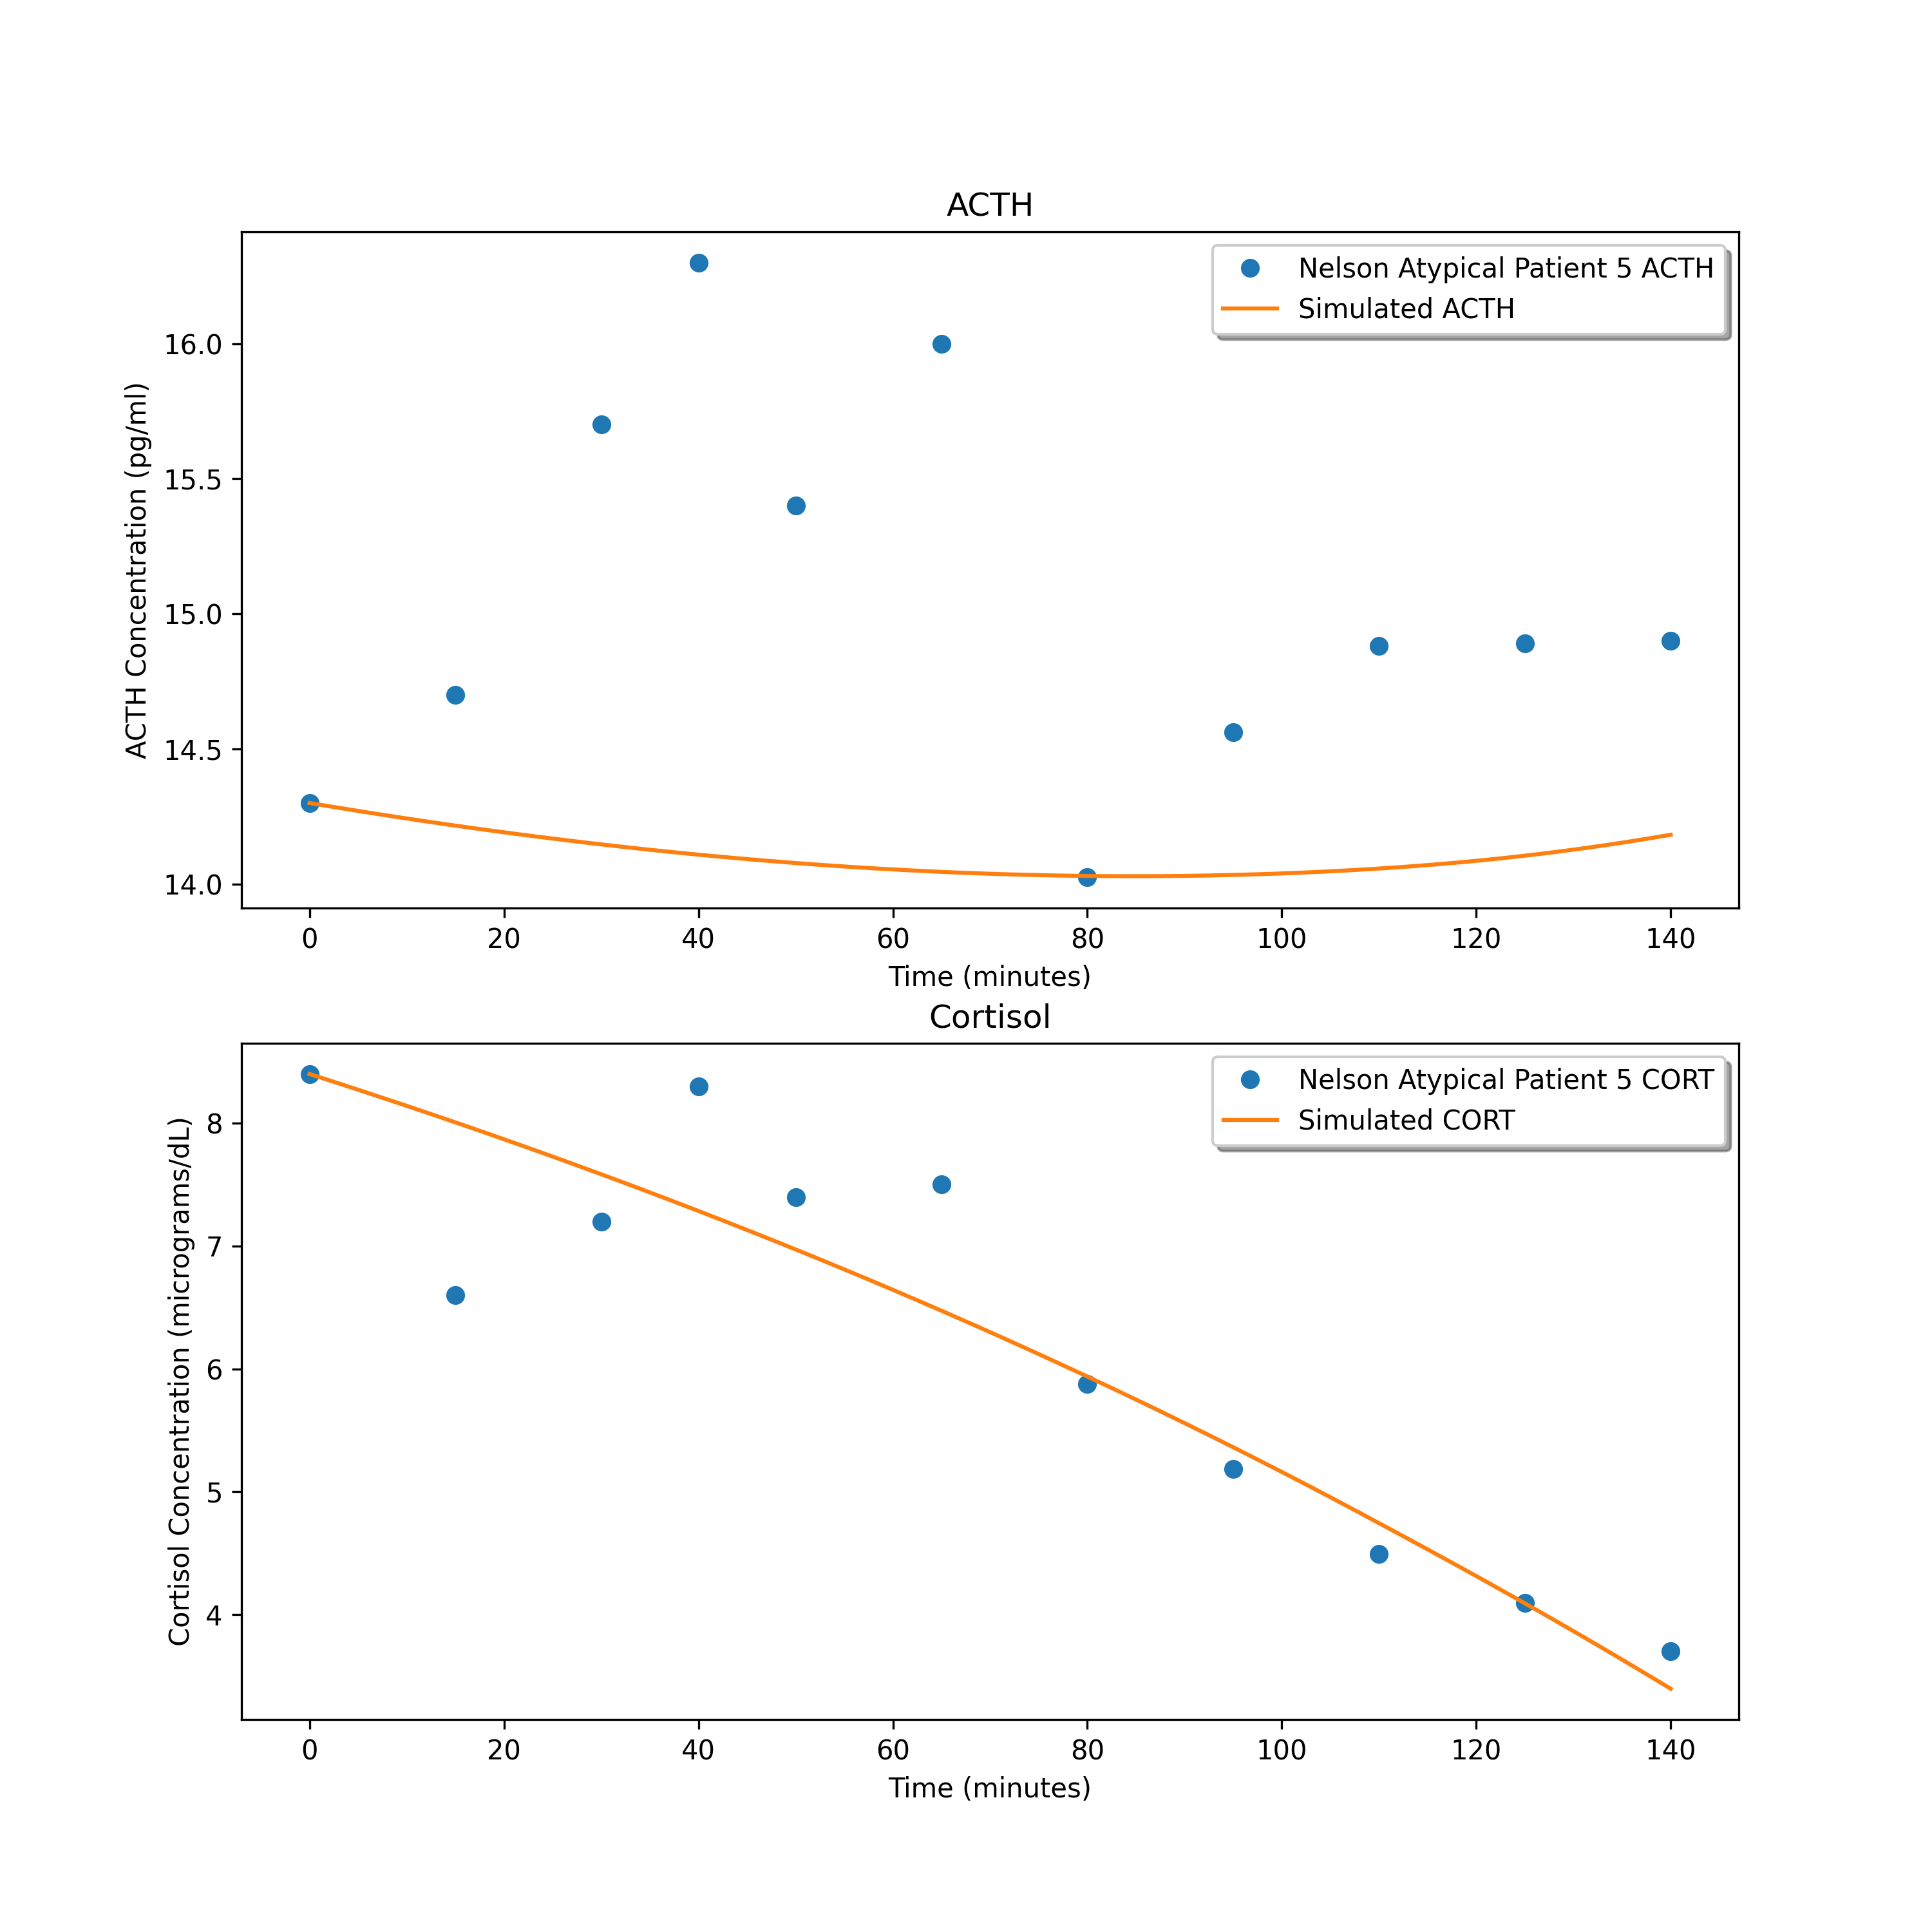 ACTH
Nelson Atypical Patient 5 ACTH
Simulated ACTH
ACTH Concentration (pg/ml)
16.0
15.5
15.0
14.5
14.0
0 20 40 60 80 100 120 140
Time (minutes)
Cortisol
Nelson Atypical Patient 5 CORT
Simulated CORT
Cortisol Concentration (micrograms/dL)
8
7
6
5
4
0 20 40 60 80 100 120 140
Time (minutes)